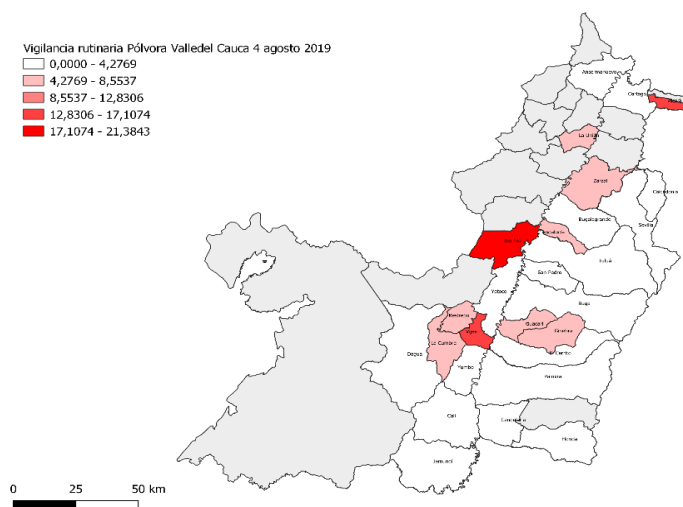 Vigilancia rutinaria Pólvora Valledel Cauca 4 agosto 2019
0,0000 - 4,2769
4,2769 - 8,5537
8,5537 - 12,8306
12,8306 - 17,1074
17,1074 - 21,3843
Ansermanuevo
Cartago
La Unión
Zarzal
Caicedonia
Bugalagrande
Sevilla
Tuluá
San Pedro
Yotoco
Buga
Restrepo
Guacarí
Ginebra
La Cumbre
Dagua
El Cerrito
Yumbo
Palmira
Cali
Candelaria
Florida
Jamundí
0 25 50 km